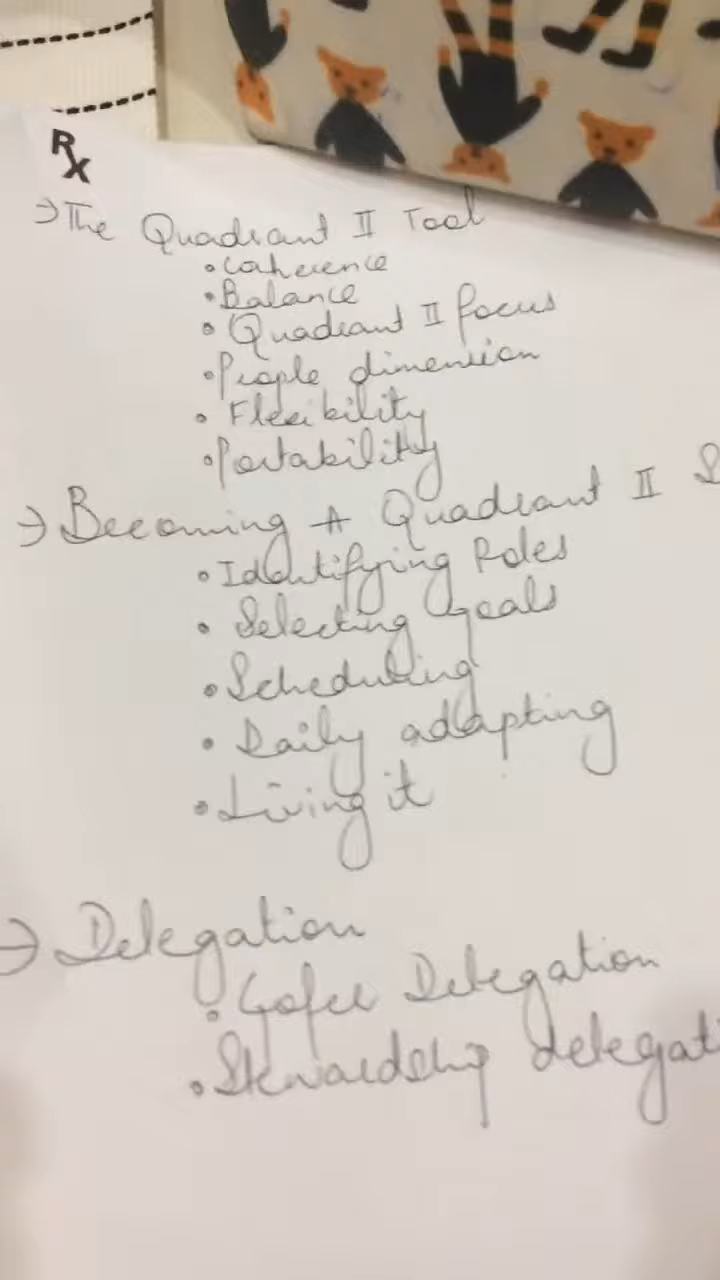 Rx
→ The Quadrant II Tool
• Coherence
• Balance
• Quadrant II focus
• People dimension
• Flexibility
• Portability
→ Becoming A Quadrant II S
• Identifying Roles
• Selecting goals
• Scheduling
• Daily adapting
• Living it
→ Delegation
• Gofer Delegation
• Stewardship delegati